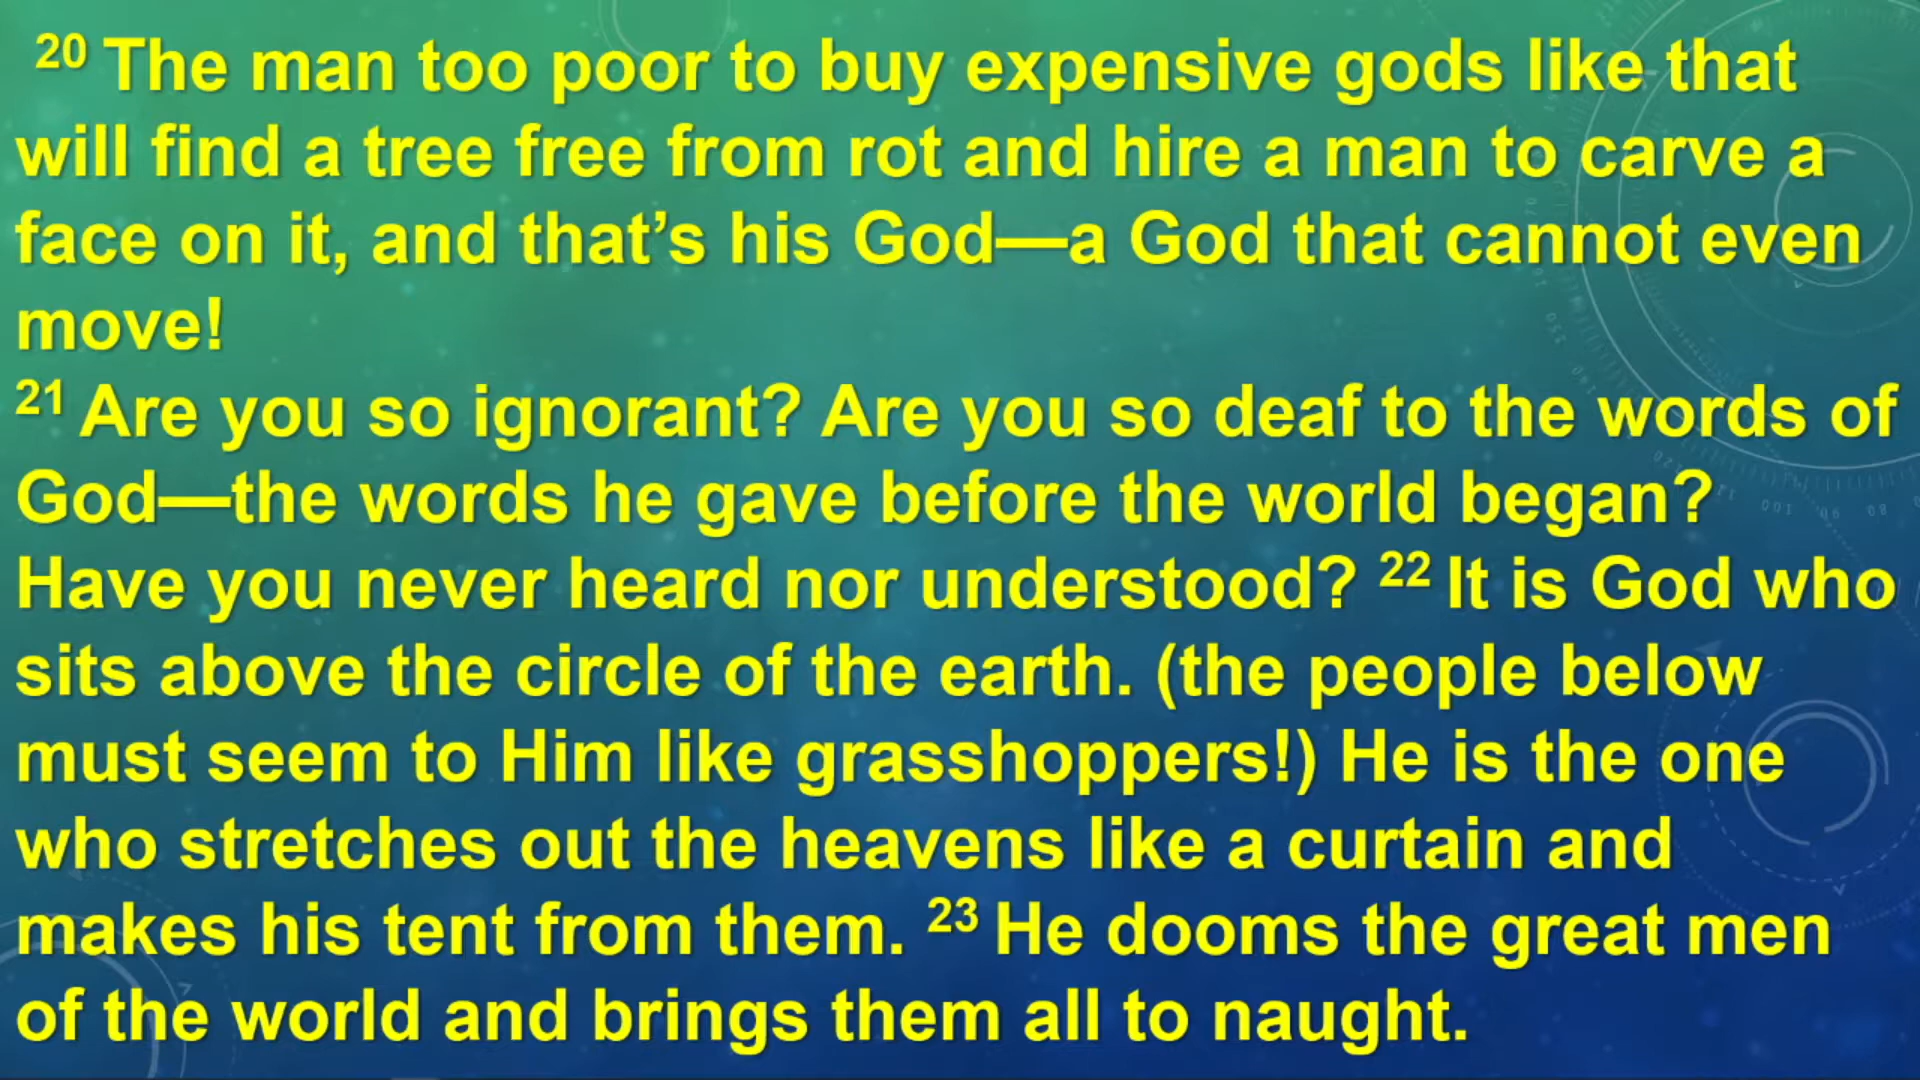 20 The man too poor to buy expensive gods like that
will find a tree free from rot and hire a man to carve a
face on it, and that’s his God—a God that cannot even
move!
21 Are you so ignorant? Are you so deaf to the words of
God—the words he gave before the world began?
Have you never heard nor understood? 22 It is God who
sits above the circle of the earth. (the people below
must seem to Him like grasshoppers!) He is the one
who stretches out the heavens like a curtain and
makes his tent from them. 23 He dooms the great men
of the world and brings them all to naught.